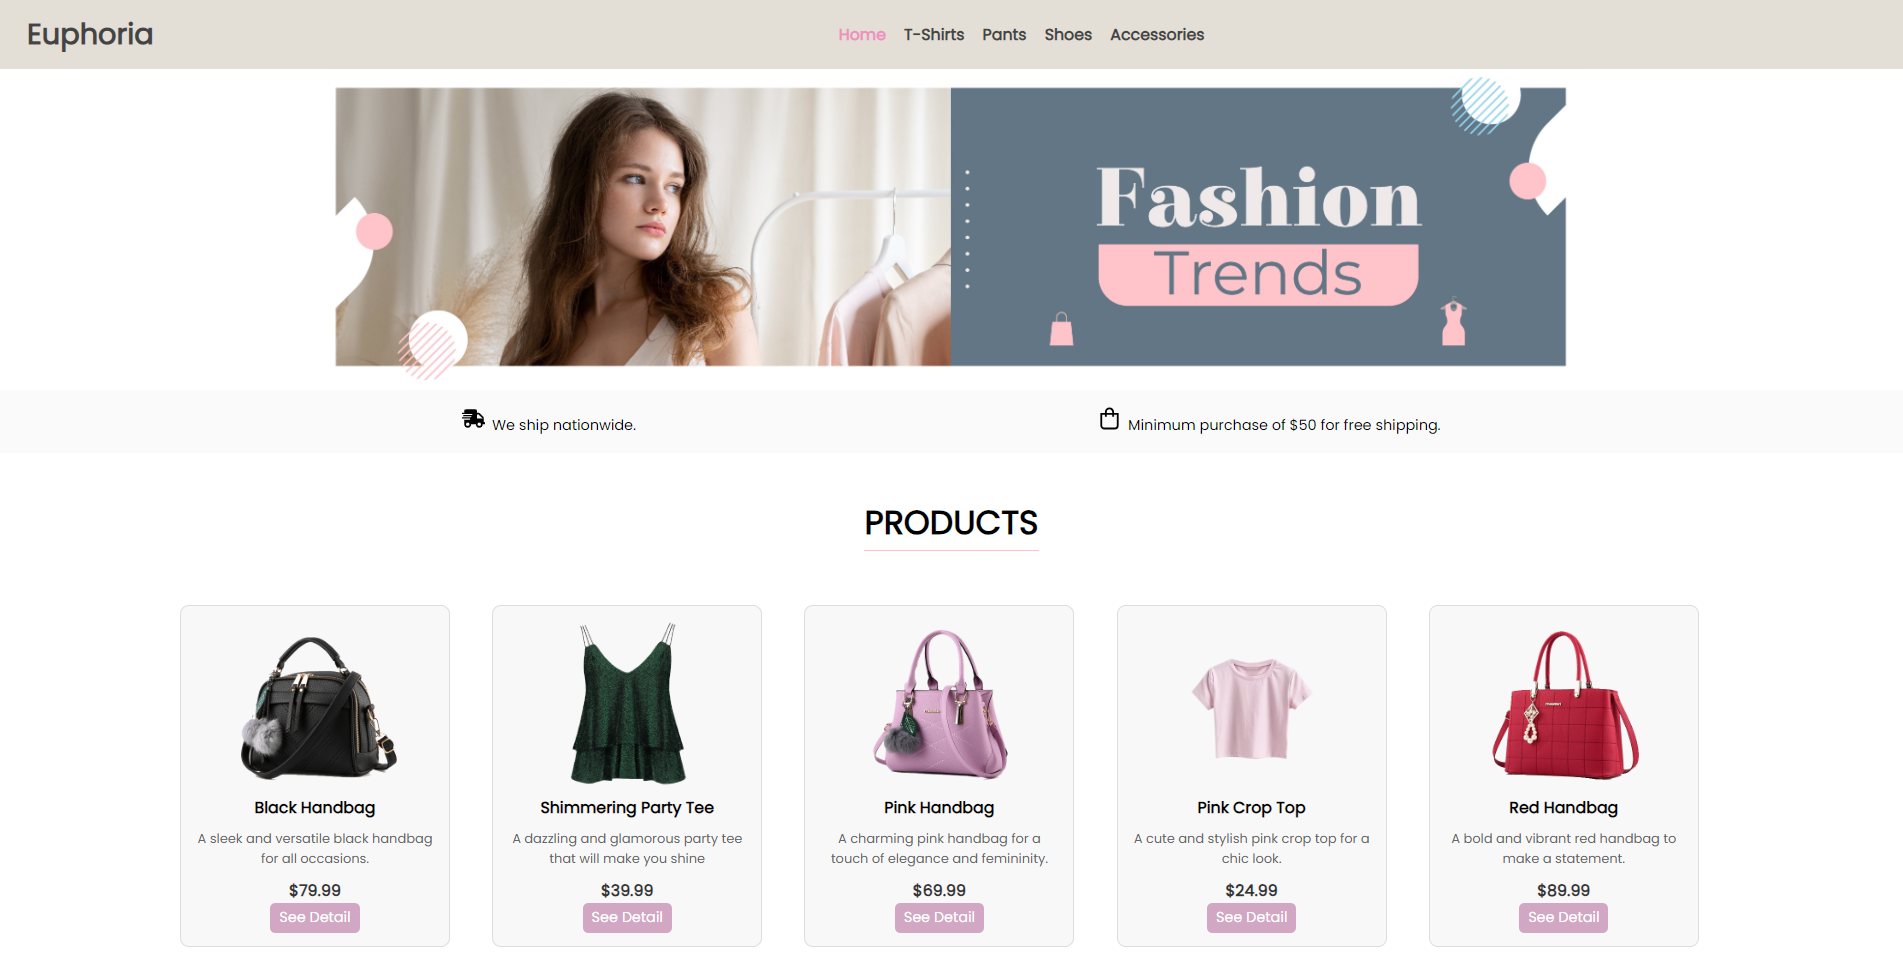 Euphoria
Home T-Shirts Pants Shoes Accessories
Fashion
Trends
We ship nationwide.
Minimum purchase of $50 for free shipping.
PRODUCTS
Black Handbag
A sleek and versatile black handbag
for all occasions.
$79.99
See Detail
Shimmering Party Tee
A dazzling and glamorous party tee
that will make you shine
$39.99
See Detail
Pink Handbag
A charming pink handbag for a
touch of elegance and femininity.
$69.99
See Detail
Pink Crop Top
A cute and stylish pink crop top for a
chic look.
$24.99
See Detail
Red Handbag
A bold and vibrant red handbag to
make a statement.
$89.99
See Detail